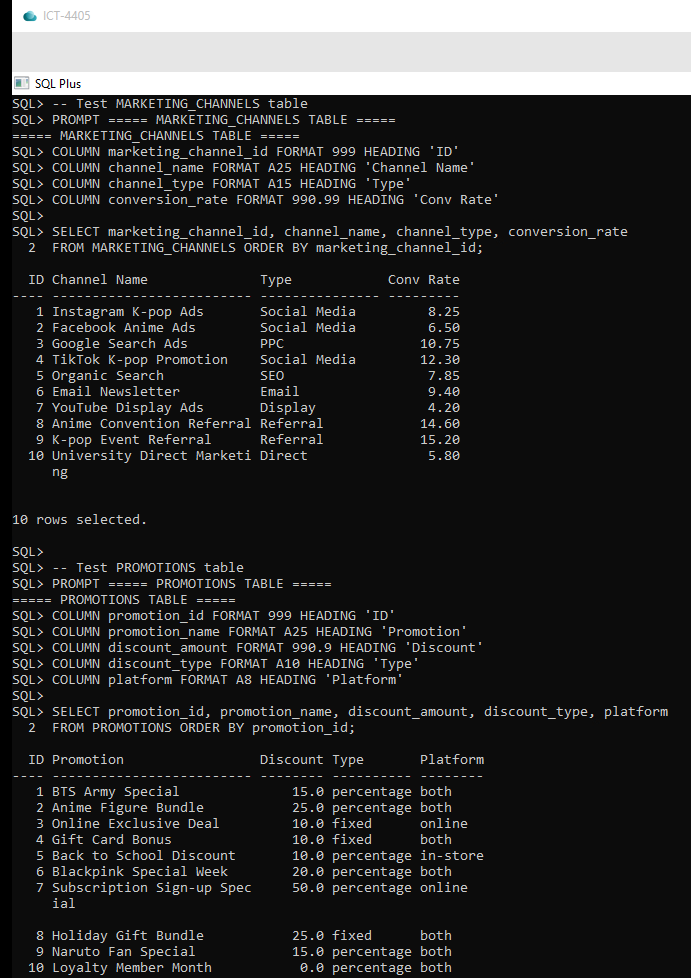 ICT-4405
SQL Plus
SQL> -- Test MARKETING_CHANNELS table
SQL> PROMPT ===== MARKETING_CHANNELS TABLE =====
===== MARKETING_CHANNELS TABLE =====
SQL> COLUMN marketing_channel_id FORMAT 999 HEADING 'ID'
SQL> COLUMN channel_name FORMAT A25 HEADING 'Channel Name'
SQL> COLUMN channel_type FORMAT A15 HEADING 'Type'
SQL> COLUMN conversion_rate FORMAT 990.99 HEADING 'Conv Rate'
SQL>
SQL> SELECT marketing_channel_id, channel_name, channel_type, conversion_rate
  2  FROM MARKETING_CHANNELS ORDER BY marketing_channel_id;

  ID Channel Name              Type            Conv Rate
---- ------------------------- --------------- ---------
   1 Instagram K-pop Ads       Social Media         8.25
   2 Facebook Anime Ads        Social Media         6.50
   3 Google Search Ads         PPC                 10.75
   4 TikTok K-pop Promotion    Social Media        12.30
   5 Organic Search            SEO                  7.85
   6 Email Newsletter          Email                9.40
   7 YouTube Display Ads       Display              4.20
   8 Anime Convention Referral Referral            14.60
   9 K-pop Event Referral      Referral            15.20
  10 University Direct Marketi Direct               5.80
     ng

10 rows selected.

SQL>
SQL> -- Test PROMOTIONS table
SQL> PROMPT ===== PROMOTIONS TABLE =====
===== PROMOTIONS TABLE =====
SQL> COLUMN promotion_id FORMAT 999 HEADING 'ID'
SQL> COLUMN promotion_name FORMAT A25 HEADING 'Promotion'
SQL> COLUMN discount_amount FORMAT 990.9 HEADING 'Discount'
SQL> COLUMN discount_type FORMAT A10 HEADING 'Type'
SQL> COLUMN platform FORMAT A8 HEADING 'Platform'
SQL>
SQL> SELECT promotion_id, promotion_name, discount_amount, discount_type, platform
  2  FROM PROMOTIONS ORDER BY promotion_id;

  ID Promotion                 Discount Type       Platform
---- ------------------------- -------- ---------- --------
   1 BTS Army Special              15.0 percentage both
   2 Anime Figure Bundle           25.0 percentage both
   3 Online Exclusive Deal         10.0 fixed      online
   4 Gift Card Bonus               10.0 fixed      both
   5 Back to School Discount       10.0 percentage in-store
   6 Blackpink Special Week        20.0 percentage both
   7 Subscription Sign-up Spec     50.0 percentage online
     ial

   8 Holiday Gift Bundle           25.0 fixed      both
   9 Naruto Fan Special            15.0 percentage both
  10 Loyalty Member Month           0.0 percentage both